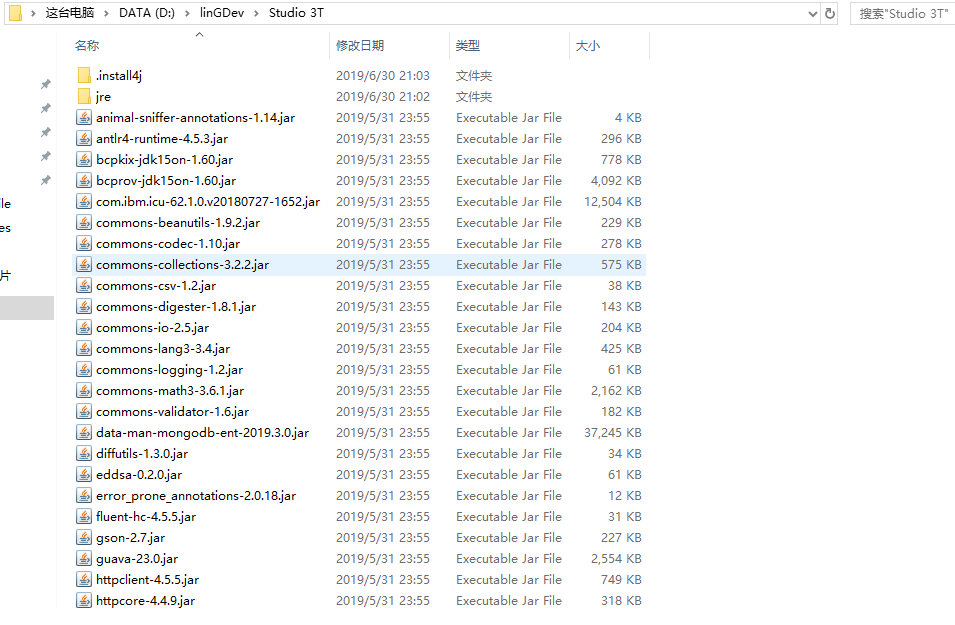 这台电脑 › DATA (D:) › linGDev › Studio 3T 搜索"Studio 3T"
名称 修改日期 类型 大小
.install4j 2019/6/30 21:03 文件夹
jre 2019/6/30 21:02 文件夹
animal-sniffer-annotations-1.14.jar 2019/5/31 23:55 Executable Jar File 4 KB
antlr4-runtime-4.5.3.jar 2019/5/31 23:55 Executable Jar File 296 KB
bcpkix-jdk15on-1.60.jar 2019/5/31 23:55 Executable Jar File 778 KB
bcprov-jdk15on-1.60.jar 2019/5/31 23:55 Executable Jar File 4,092 KB
le com.ibm.icu-62.1.0.v20180727-1652.jar 2019/5/31 23:55 Executable Jar File 12,504 KB
es commons-beanutils-1.9.2.jar 2019/5/31 23:55 Executable Jar File 229 KB
commons-codec-1.10.jar 2019/5/31 23:55 Executable Jar File 278 KB
commons-collections-3.2.2.jar 2019/5/31 23:55 Executable Jar File 575 KB
片 commons-csv-1.2.jar 2019/5/31 23:55 Executable Jar File 38 KB
commons-digester-1.8.1.jar 2019/5/31 23:55 Executable Jar File 143 KB
commons-io-2.5.jar 2019/5/31 23:55 Executable Jar File 204 KB
commons-lang3-3.4.jar 2019/5/31 23:55 Executable Jar File 425 KB
commons-logging-1.2.jar 2019/5/31 23:55 Executable Jar File 61 KB
commons-math3-3.6.1.jar 2019/5/31 23:55 Executable Jar File 2,162 KB
commons-validator-1.6.jar 2019/5/31 23:55 Executable Jar File 182 KB
data-man-mongodb-ent-2019.3.0.jar 2019/5/31 23:55 Executable Jar File 37,245 KB
diffutils-1.3.0.jar 2019/5/31 23:55 Executable Jar File 34 KB
eddsa-0.2.0.jar 2019/5/31 23:55 Executable Jar File 61 KB
error_prone_annotations-2.0.18.jar 2019/5/31 23:55 Executable Jar File 12 KB
fluent-hc-4.5.5.jar 2019/5/31 23:55 Executable Jar File 31 KB
gson-2.7.jar 2019/5/31 23:55 Executable Jar File 227 KB
guava-23.0.jar 2019/5/31 23:55 Executable Jar File 2,554 KB
httpclient-4.5.5.jar 2019/5/31 23:55 Executable Jar File 749 KB
httpcore-4.4.9.jar 2019/5/31 23:55 Executable Jar File 318 KB